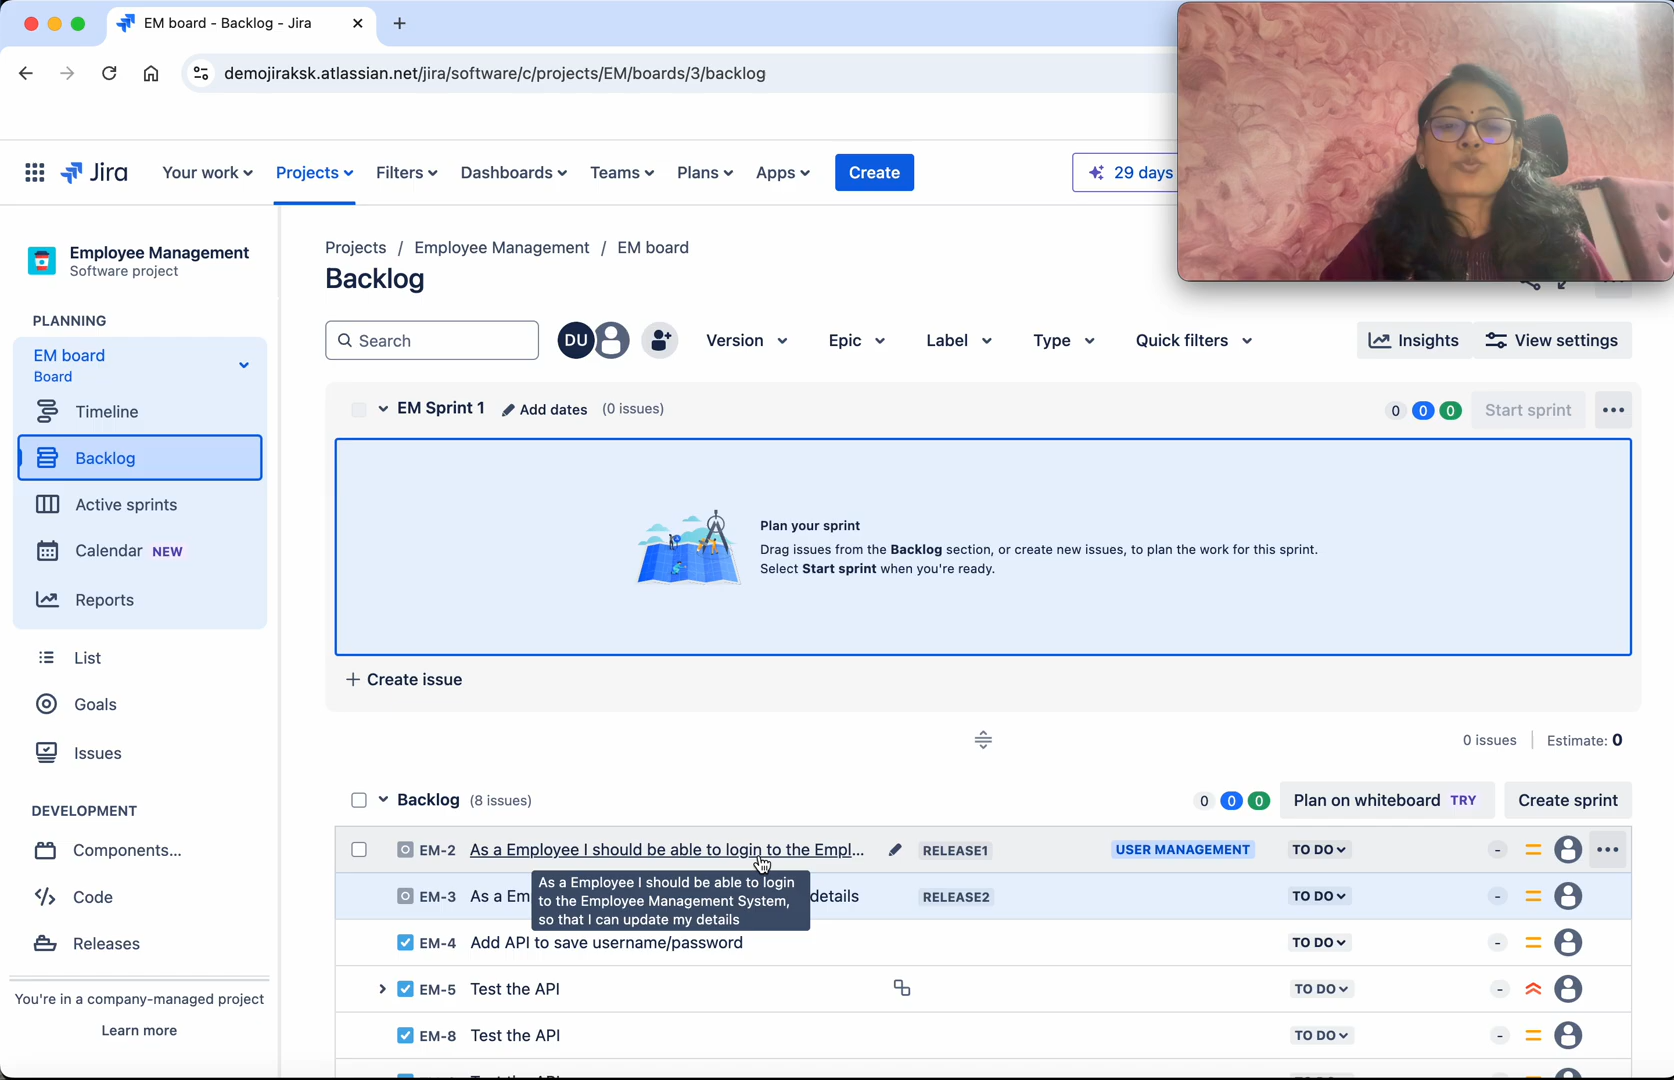 EM board - Backlog - Jira
demojiraksk.atlassian.net/jira/software/c/projects/EM/boards/3/backlog
Jira
Your work
Projects
Filters
Dashboards
Teams
Plans
Apps
Create
29 days
Employee Management
Software project
PLANNING
EM board
Board
Timeline
Backlog
Active sprints
Calendar NEW
Reports
List
Goals
Issues
DEVELOPMENT
Components...
Code
Releases
You're in a company-managed project
Learn more
Projects / Employee Management / EM board
Backlog
Search
DU
Version
Epic
Label
Type
Quick filters
Insights
View settings
EM Sprint 1 Add dates (0 issues)
0 0 0 Start sprint
Plan your sprint
Drag issues from the Backlog section, or create new issues, to plan the work for this sprint.
Select Start sprint when you're ready.
+ Create issue
0 issues Estimate: 0
Backlog (8 issues)
0 0 0 Plan on whiteboard TRY Create sprint
EM-2 As a Employee I should be able to login to the Empl... RELEASE1 USER MANAGEMENT TO DO -
As a Employee I should be able to login
to the Employee Management System,
so that I can update my details
EM-3 As a Em details RELEASE2 TO DO -
EM-4 Add API to save username/password TO DO -
EM-5 Test the API TO DO -
EM-8 Test the API TO DO -